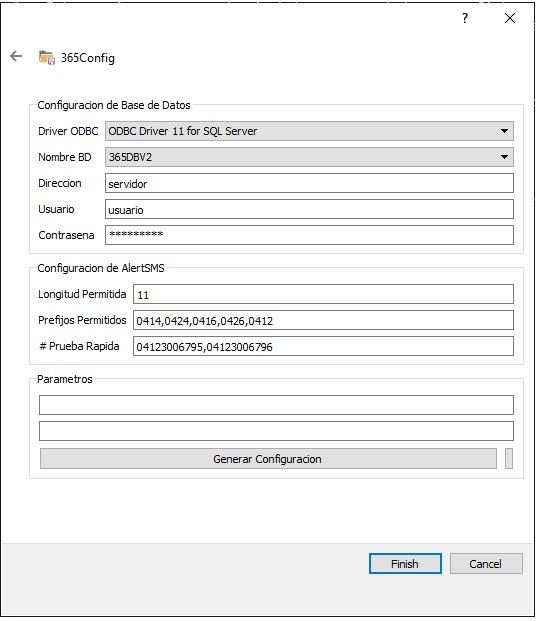 ?
365Config
Configuracion de Base de Datos
Driver ODBC ODBC Driver 11 for SQL Server
Nombre BD 365DBV2
Direccion servidor
Usuario usuario
Contrasena *********
Configuracion de AlertSMS
Longitud Permitida 11
Prefijos Permitidos 0414,0424,0416,0426,0412
# Prueba Rapida 04123006795,04123006796
Parametros
Generar Configuracion
Finish Cancel